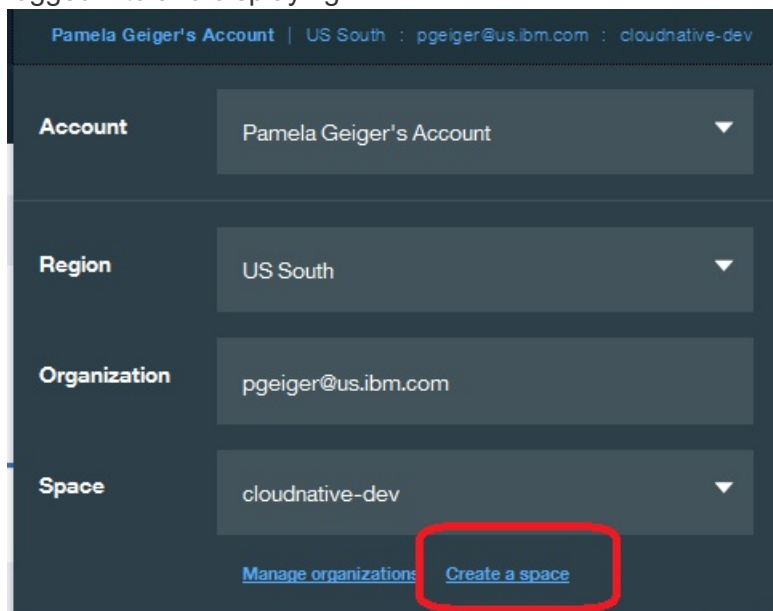 Pamela Geiger's Account | US South : pgeiger@us.ibm.com : cloudnative-dev
Account Pamela Geiger's Account
Region US South
Organization pgeiger@us.ibm.com
Space cloudnative-dev
Manage organizations Create a space